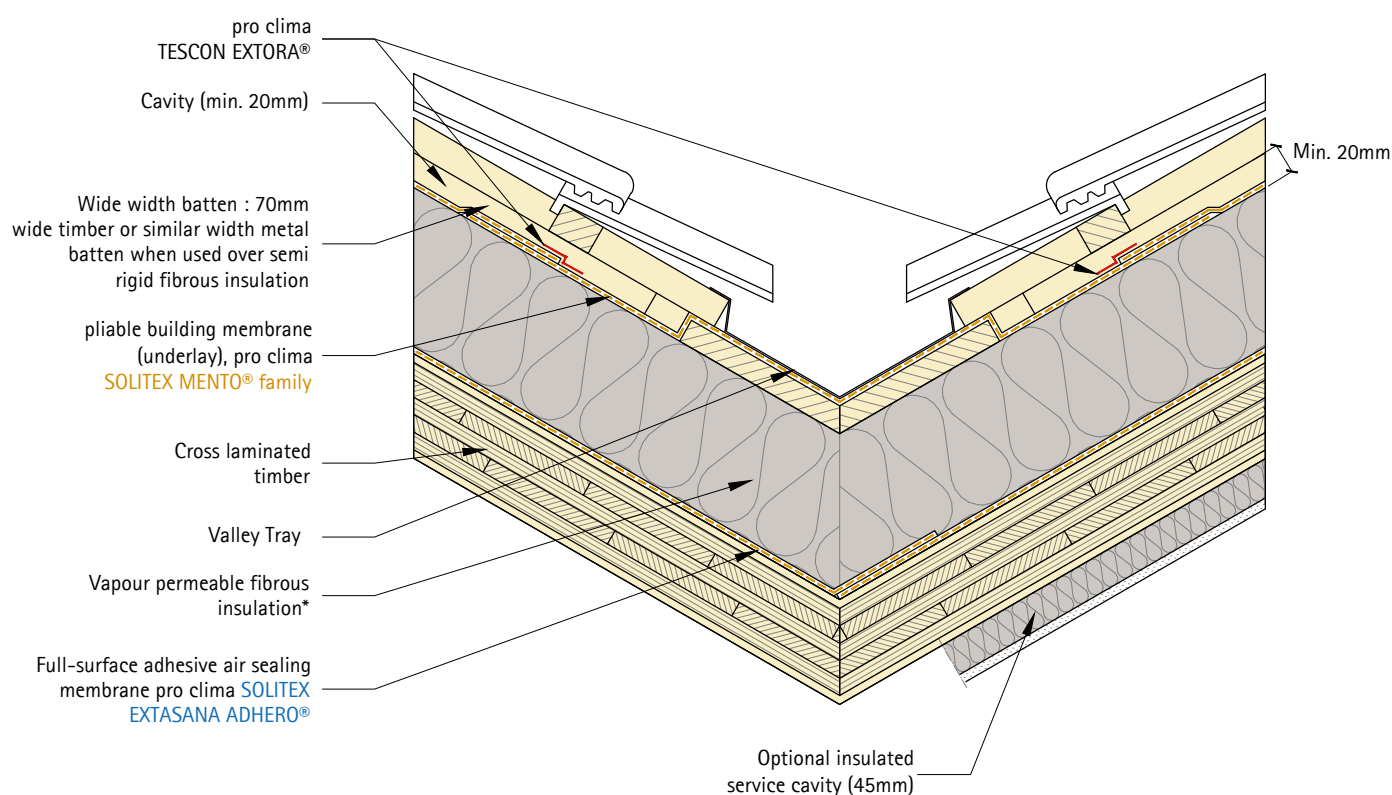 pro clima
TESCON EXTORA®
Cavity (min. 20mm)
Min. 20mm
Wide width batten : 70mm
wide timber or similar width metal
batten when used over semi
rigid fibrous insulation
pliable building membrane
(underlay), pro clima
SOLITEX MENTO® family
Cross laminated
timber
Valley Tray
Vapour permeable fibrous
insulation*
Full-surface adhesive air sealing
membrane pro clima SOLITEX
EXTASANA ADHERO®
Optional insulated
service cavity (45mm)